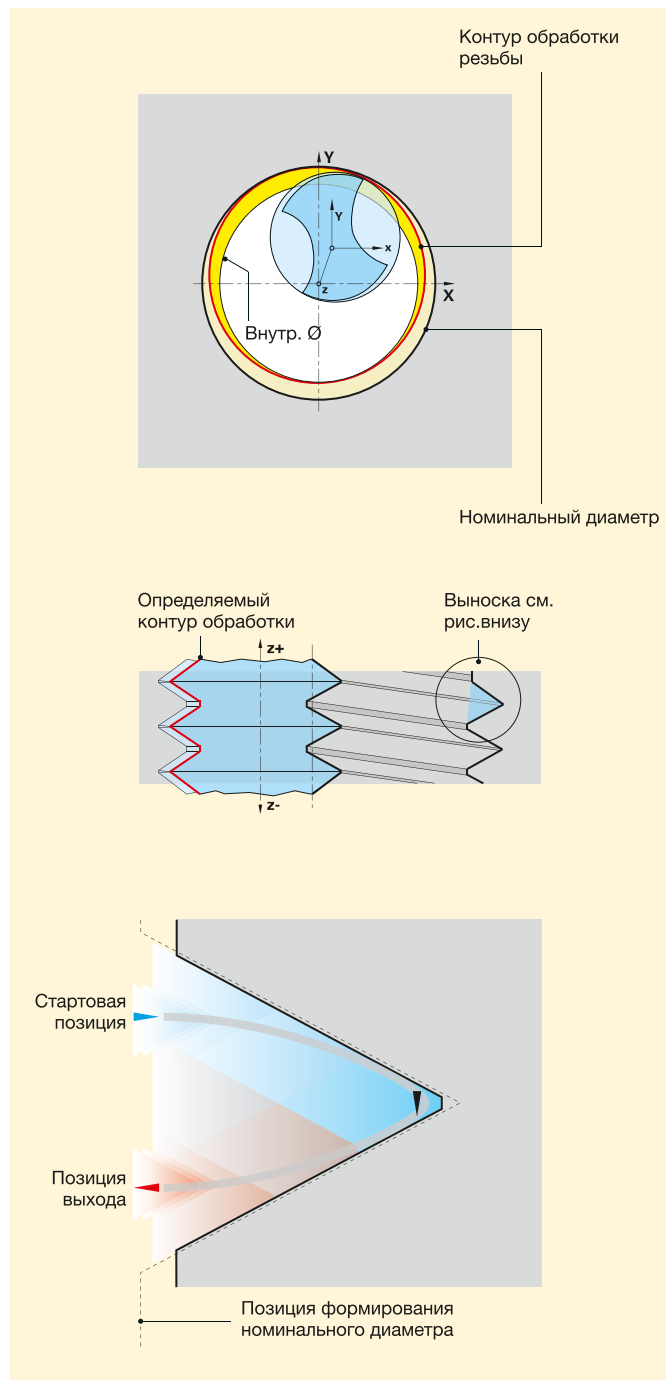 Контур обработки
резьбы
Y
Y
x
z
X
Внутр. Ø
Номинальный диаметр
Определяемый
контур обработки
Выноска см.
рис.внизу
z+
z-
Стартовая
позиция
Позиция
выхода
Позиция формирования
номинального диаметра